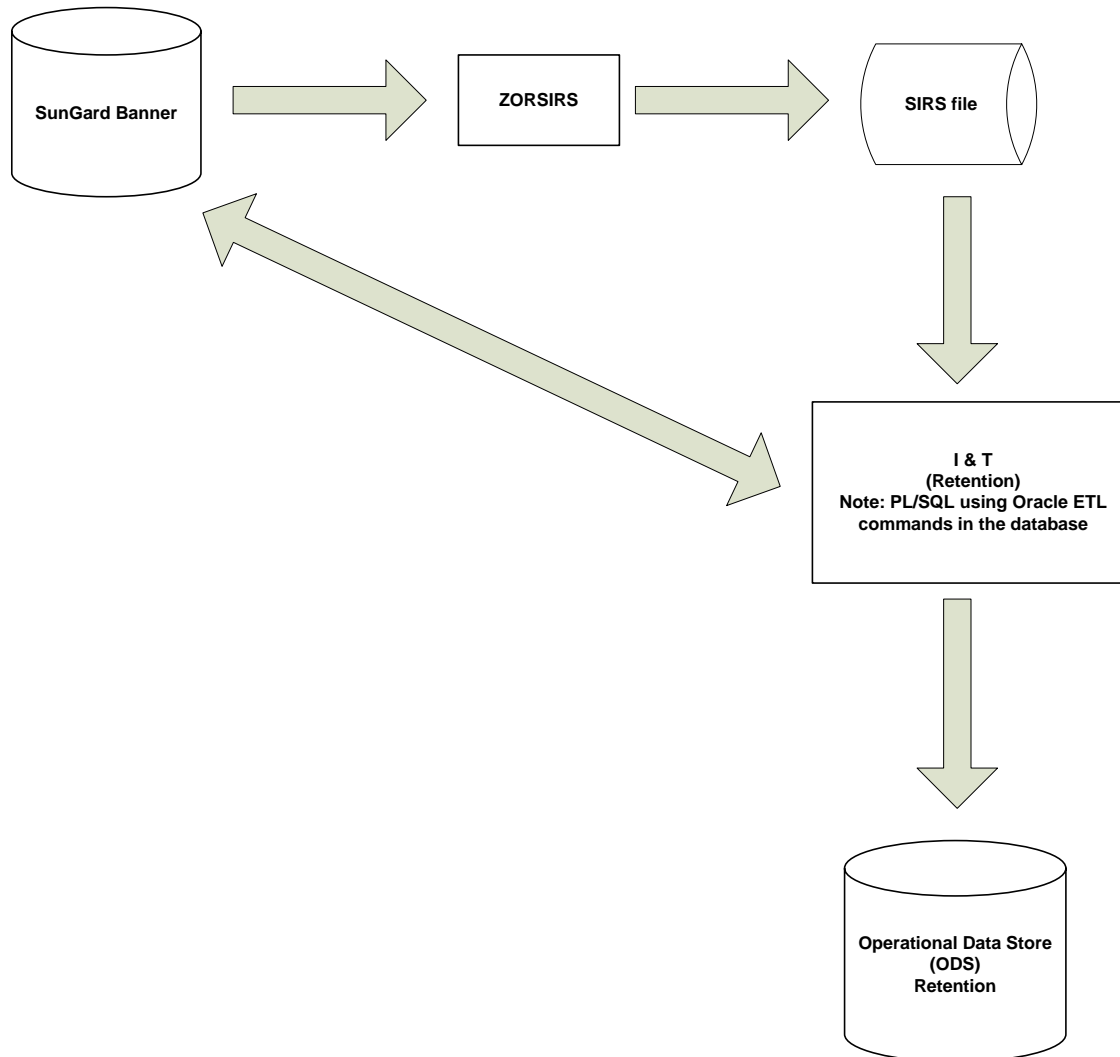 SunGard Banner
ZORSIRS
SIRS file
I & T
(Retention)
Note: PL/SQL using Oracle ETL
commands in the database
Operational Data Store
(ODS)
Retention